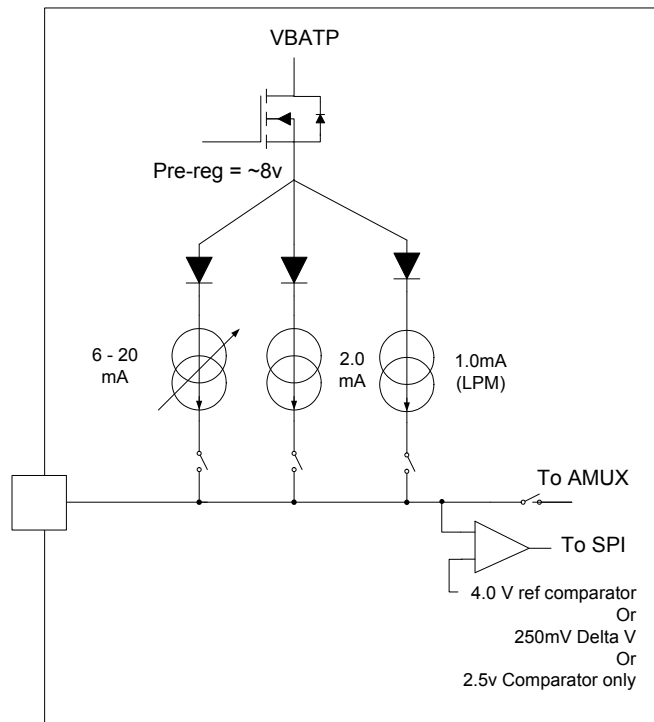 VBATP
Pre-reg = ~8v
6 - 20
mA
2.0
mA
1.0mA
(LPM)
To AMUX
To SPI
4.0 V ref comparator
Or
250mV Delta V
Or
2.5v Comparator only